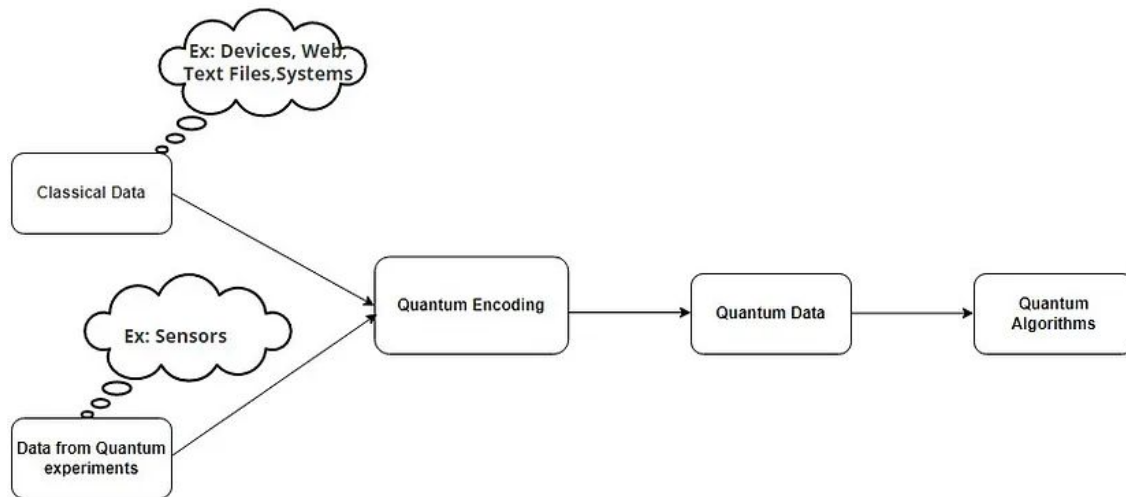 Ex: Devices, Web,
Text Files,Systems
Classical Data
Ex: Sensors
Data from Quantum
experiments
Quantum Encoding
Quantum Data
Quantum
Algorithms